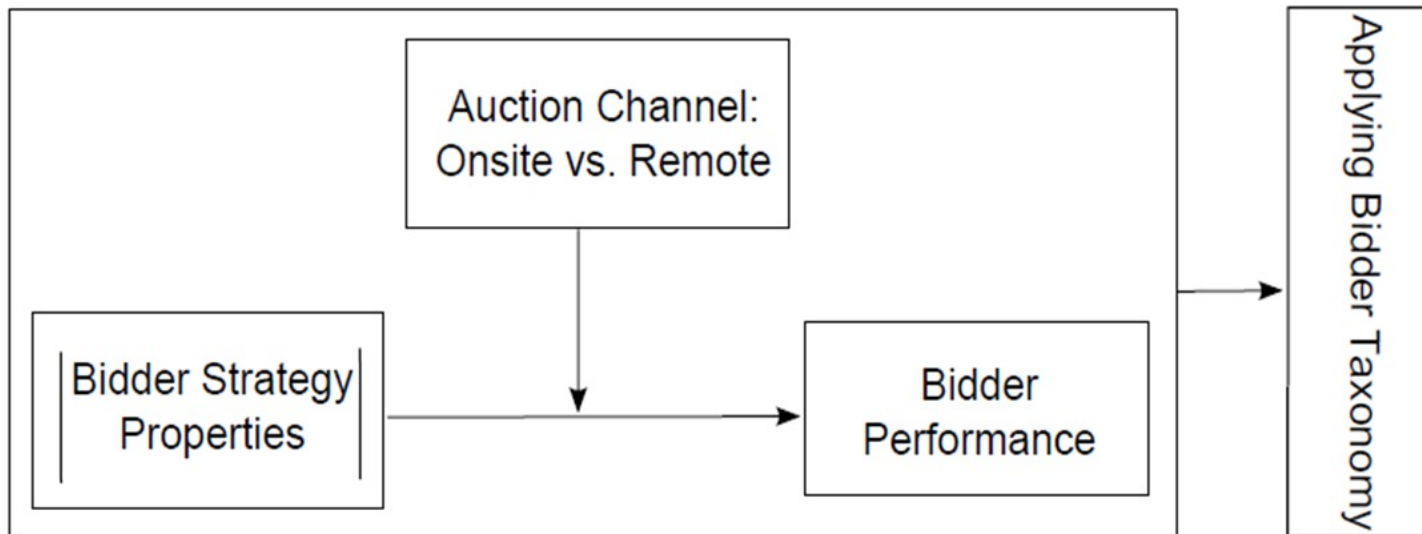 Auction Channel:
Onsite vs. Remote
Bidder Strategy
Properties
Bidder
Performance
Applying Bidder Taxonomy